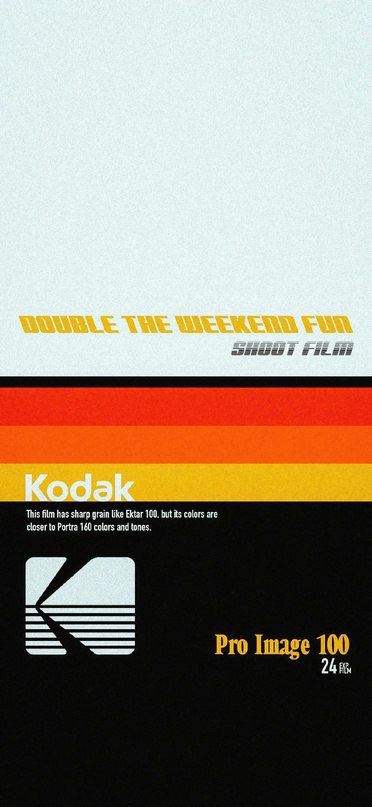 DOUBLE THE WEEKEND FUN
SHOOT FILM
Kodak
This film has sharp grain like Ektar 100, but its colors are
closer to Portra 160 colors and tones.
Pro Image 100
24 EXP.
FILM